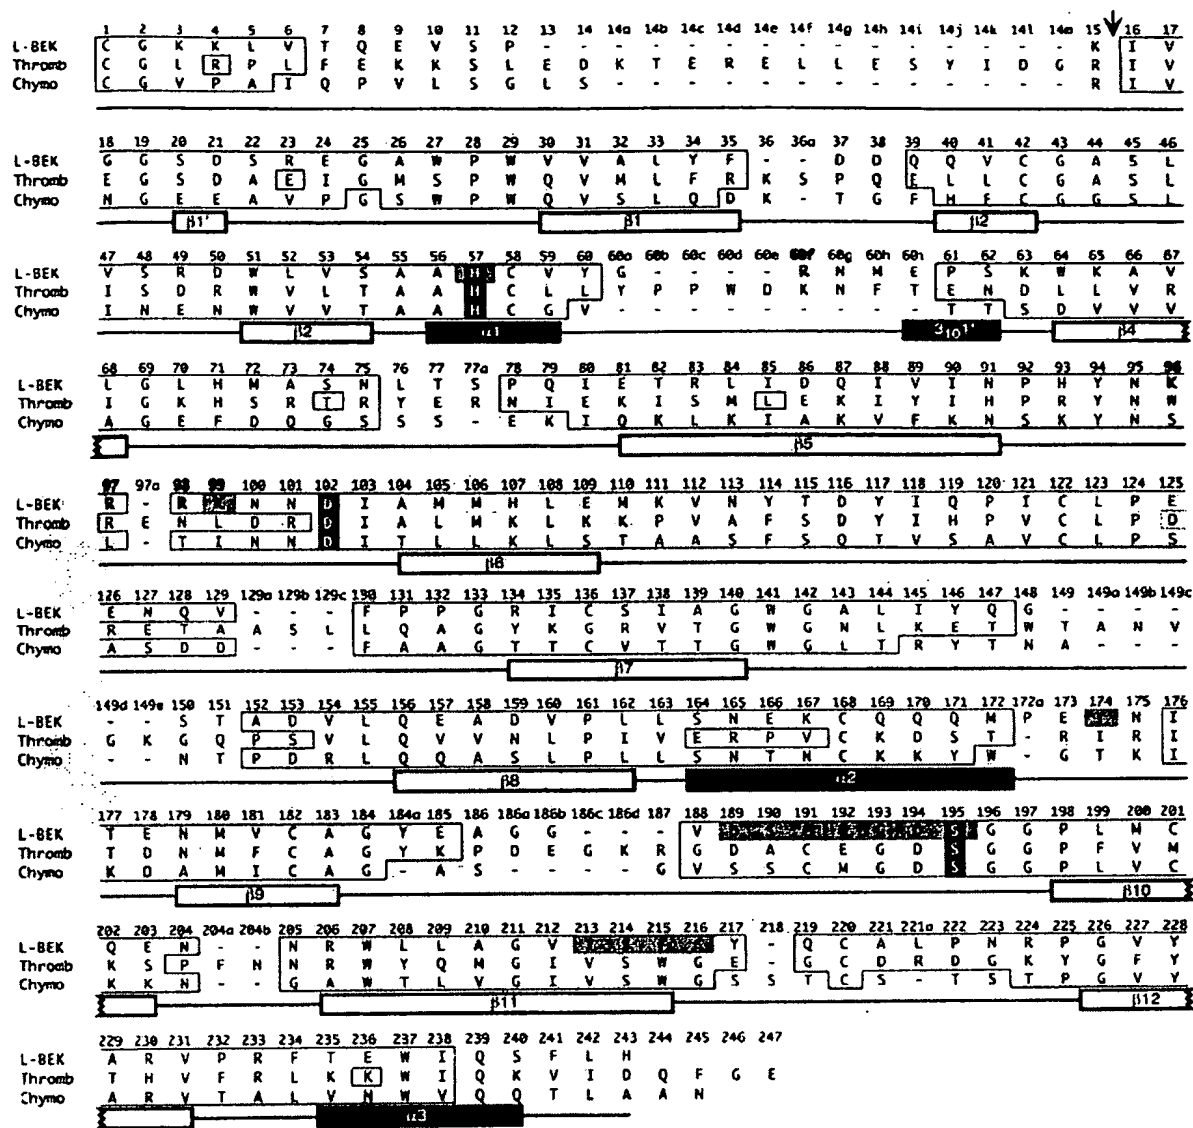 1 2 3 4 5 6 7 8 9 10 11 12 13 14 14a 14b 14c 14d 14e 14f 14g 14h 14i 14j 14k 14l 14m 15 16 17
L-BEK C G K K L V T Q E V S P - - - - - - - - - - - - - - - K I V
Thromb C G L R P L F E K K S L E D K T E R E L L E S Y I D G R I V
Chymo C G V P A I Q P V L S G L S - - - - - - - - - - - - - R I V
18 19 20 21 22 23 24 25 26 27 28 30 31 32 33 34 35 36 36a 37 38 39 40 41 42 43 44 45 46
L-BEK G G S D S R E G A W P W V V A L Y F - - D D Q Q V C G A S L
Thromb E G S D A E I G M S P W Q V M L F R K S P Q E L L C G A S L
Chymo N G E E A V P G S W P W Q V S L Q D K - T G F H E C G G S L
β1' β1 β2
47 48 49 50 51 52 53 54 55 56 57 58 59 60 60a 60b 60c 60d 60e 60f 60g 60h 60i 61 63 64 65 66 67
L-BEK V S R D W L V S A A H C V Y G - - - - R N M E P S K W K A V
Thromb I S D R W V L T A A H C L L Y P P W D K N F T E N D L L V R
Chymo I N E N W V V T A A H C G V - - - - - - - - - T T S D V V V
β2 α1 3₁₀1' β4
68 69 70 71 72 73 74 75 76 77 77a 78 79 80 81 82 83 84 85 86 87 88 89 90 91 92 93 94 95 96
L-BEK L G L H M A S N L T S P Q I E T R L I D Q I V I N P H Y N K
Thromb I G K H S R T R Y E R N I E K I S M L E K I Y I H P R Y N W
Chymo A G E F D Q G S S S - E K I Q K L K I A K V F K N S K Y N S
β5
97 97a 98 99 100 101 102 103 104 105 106 107 108 109 110 111 112 113 114 115 116 117 118 119 120 121 122 123 124 125
L-BEK R - R N N D I A M M H L E M K V N Y T D Y I Q P I C L P E
Thromb R E N L D R D I A L M K L K K P V A F S D Y I H P V C L P D
Chymo L - T I N N D I T L L K L S T A A S F S Q T V S A V C L P S
β6
126 127 128 129 129a 129b 129c 130 131 132 133 134 135 136 137 138 139 140 141 142 143 144 145 146 147 148 149 149a 149b 149c
L-BEK E N Q V - - - F P P G R I C S I A G W G A L I Y Q G - - - -
Thromb R E T A A S L L Q A G Y K G R V T G W G N L K E T W T A N V
Chymo A S D D - - - F A A G T T C V T T G W G L T R Y T N A - - -
β7
149d 149e 150 151 152 153 154 155 156 157 158 159 160 161 162 163 164 165 166 167 168 169 170 171 172 172a 173 174 175 176
L-BEK - - S T A D V L Q E A D V P L L S N E K C Q Q Q M P E N I
Thromb G K G Q P S V L Q V V N L P I V E R P V C K D S T - R I R I
Chymo - - N T P D R L Q Q A S L P L L S N T N C K K Y W - G T K I
β8 α2
177 178 179 180 181 182 183 184 184a 185 186 186a 186b 186c 186d 187 188 189 190 191 192 193 194 195 196 197 198 199 200 201
L-BEK T E N M V C A G Y E A G G - - - V S G G P L M C
Thromb T D N M F C A G Y K P D E G K R G D A C E G D S G G P F V M
Chymo K D A M I C A G - A S - - - - G V S S C M G D S G G P L V C
β9 β10
202 203 204 204a 204b 205 206 207 208 209 210 211 212 213 214 215 216 217 218 219 220 221 221a 222 223 224 225 226 227 228
L-BEK Q E N - - N R W L L A G V Y - Q C A L P N R P G V Y
Thromb K S P F N N R W Y Q M G I V S W G E - G C D R D G K Y G F Y
Chymo K K N - - G A W T L V G I V S W G S S T C S - T S T P G V Y
β11 β12
229 230 231 232 233 234 235 236 237 238 239 240 241 242 243 244 245 246 247
L-BEK A R V P R F T E W I Q S F L H
Thromb T H V F R L K K W I Q K V I D Q F G E
Chymo A R V T A L V N W V Q Q T L A A N
α3